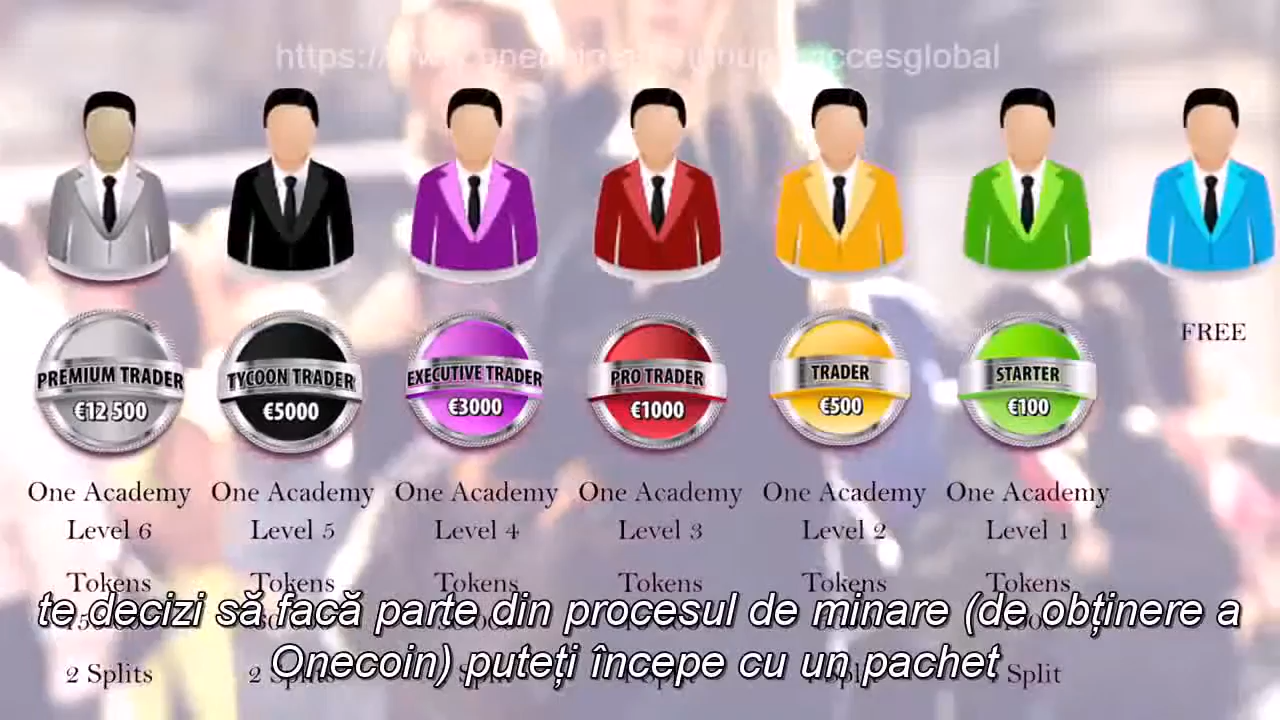 PREMIUM TRADER
€12 500
TYCOON TRADER
€5000
EXECUTIVE TRADER
€3000
PRO TRADER
€1000
TRADER
€500
STARTER
€100
FREE
One Academy
Level 6
One Academy
Level 5
One Academy
Level 4
One Academy
Level 3
One Academy
Level 2
One Academy
Level 1
Tokens
Tokens
Tokens
Tokens
Tokens
Tokens
2 Splits
Split
te decizi să facă parte din procesul de minare (de obținere a
Onecoin) puteți începe cu un pachet